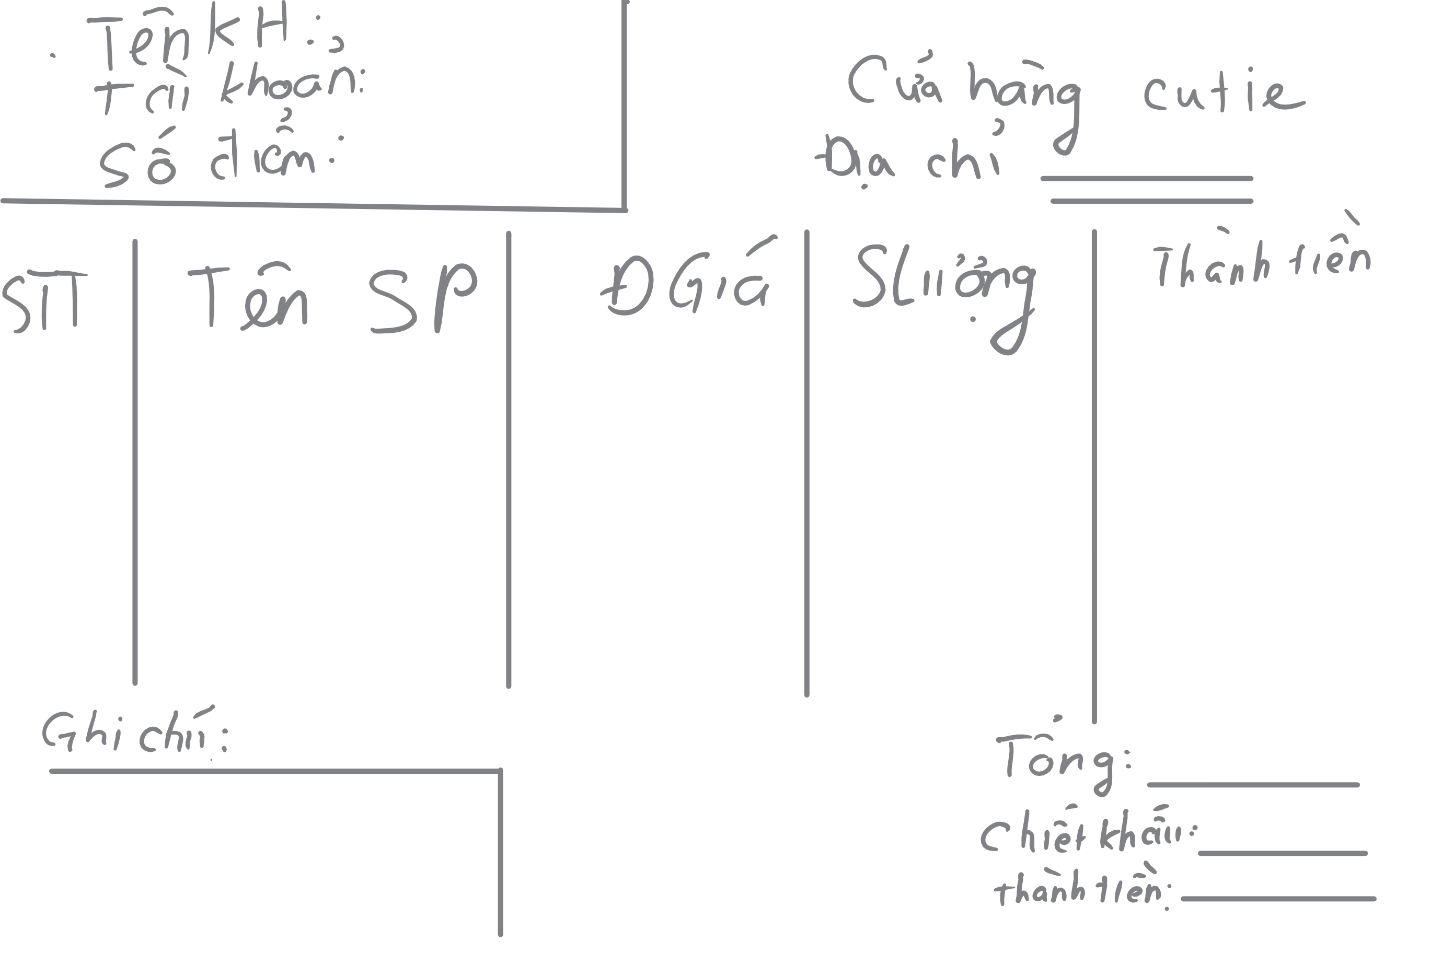 Tên KH:
Tài khoản:
Số điểm:
Cửa hàng cutie
Địa chỉ
STT Tên SP ĐGiá SLượng Thành tiền
Ghi chú:
Tổng:
Chiết khấu:
thành tiền: